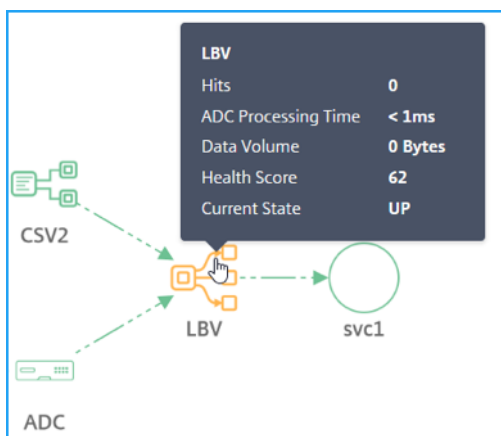 LBV
Hits 0
ADC Processing Time < 1ms
Data Volume 0 Bytes
Health Score 62
Current State UP
CSV2
LBV
svc1
ADC